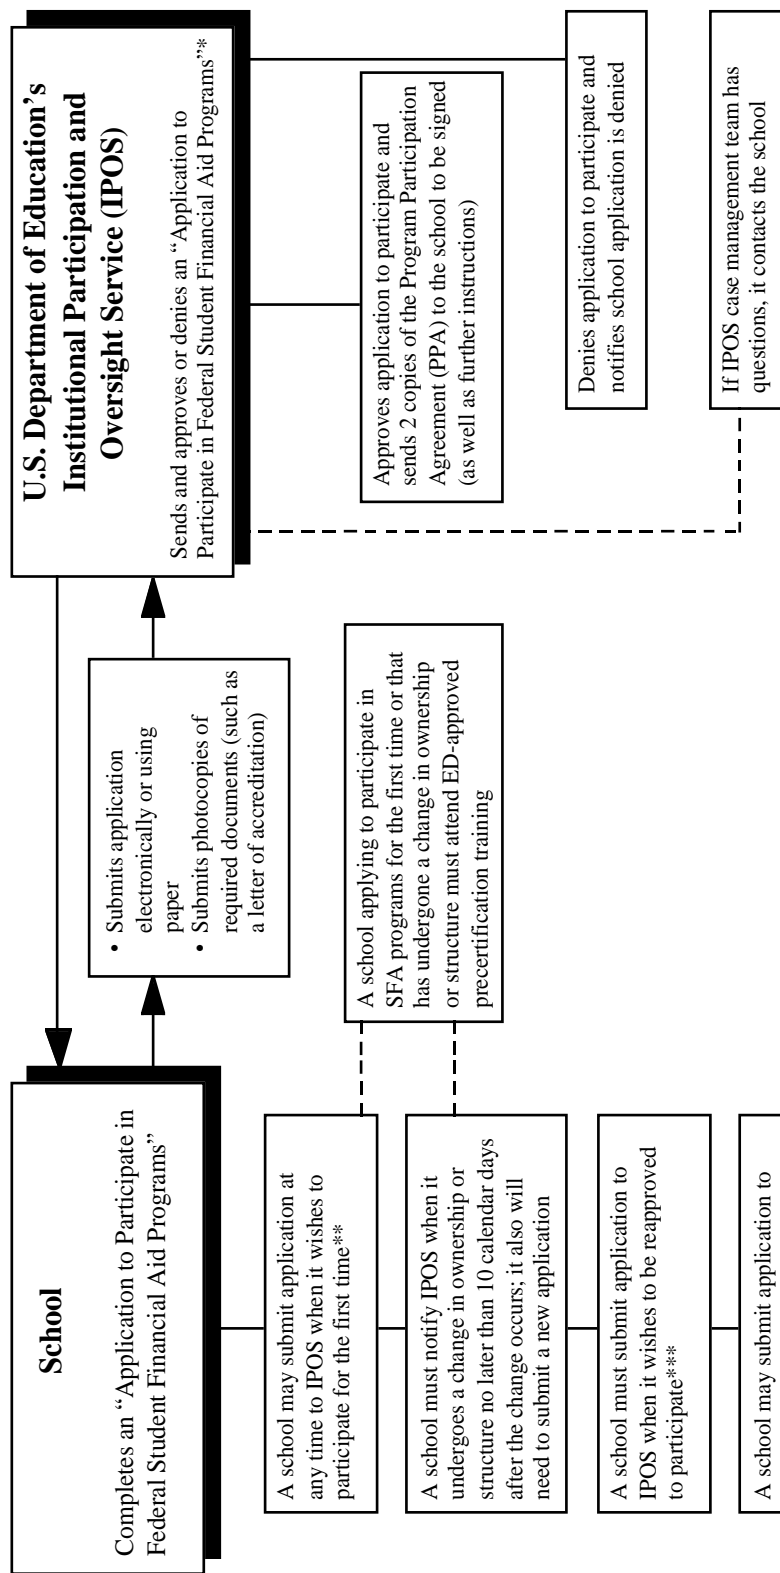 School
Completes an “Application to Participate in
Federal Student Financial Aid Programs”
A school may submit application at
any time to IPOS when it wishes to
participate for the first time**
A school must notify IPOS when it
undergoes a change in ownership or
structure no later than 10 calendar days
after the change occurs; it also will
need to submit a new application
A school must submit application to
IPOS when it wishes to be reapproved
to participate***
A school may submit application to
• Submits application
electronically or using
paper
• Submits photocopies of
required documents (such as
a letter of accreditation)
A school applying to participate in
SFA programs for the first time or that
has undergone a change in ownership
or structure must attend ED-approved
precertification training
U.S. Department of Education’s
Institutional Participation and
Oversight Service (IPOS)
Sends and approves or denies an “Application to
Participate in Federal Student Financial Aid Programs”*
Approves application to participate and
sends 2 copies of the Program Participation
Agreement (PPA) to the school to be signed
(as well as further instructions)
Denies application to participate and
notifies school application is denied
If IPOS case management team has
questions, it contacts the school